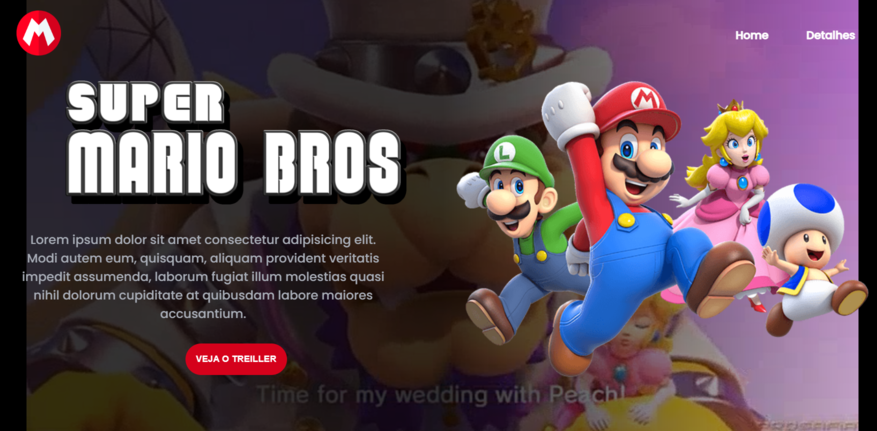 M
Home
Detalhes
SUPER
MARIO BROS
M
L
Lorem ipsum dolor sit amet consectetur adipisicing elit.
Modi autem eum, quisquam, aliquam provident veritatis
impedit assumenda, laborum fugiat illum molestias quasi
nihil dolorum cupiditate at quibusdam labore maiores
accusantium.
VEJA O TREILLER
Time for my wedding with Peach!